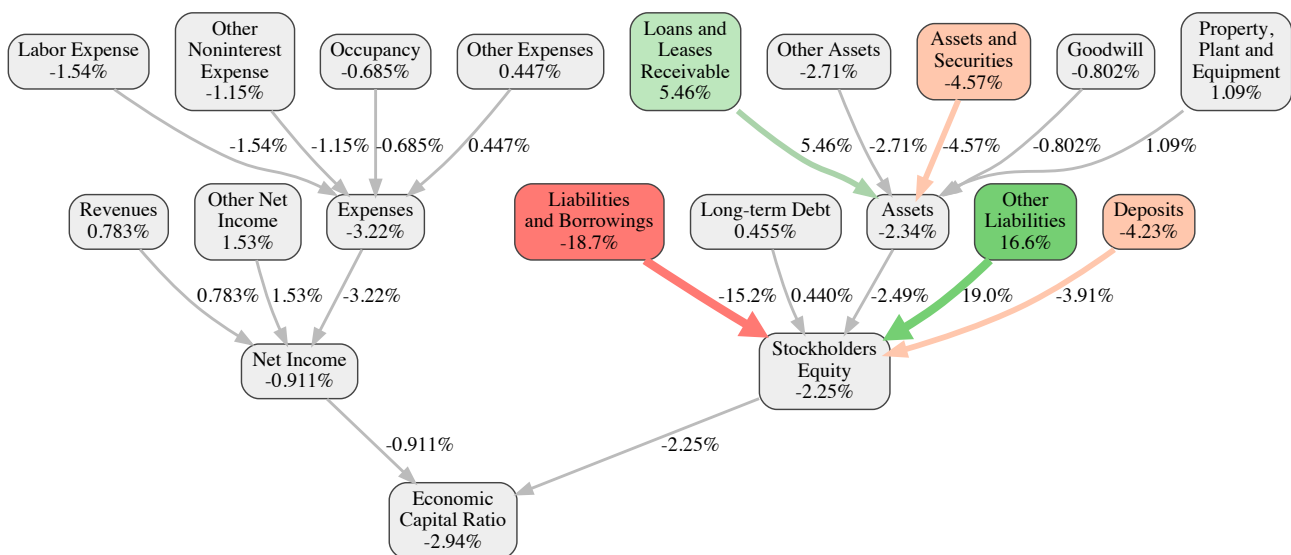 Labor Expense
-1.54%
Other
Noninterest
Expense
-1.15%
Occupancy
-0.685%
Other Expenses
0.447%
Loans and
Leases
Receivable
5.46%
Other Assets
-2.71%
Assets and
Securities
-4.57%
Goodwill
-0.802%
Property,
Plant and
Equipment
1.09%
-1.54%
-1.15%
-0.685%
0.447%
5.46%
-2.71%
-4.57%
-0.802%
1.09%
Revenues
0.783%
Other Net
Income
1.53%
Expenses
-3.22%
Liabilities
and Borrowings
-18.7%
Long-term Debt
0.455%
Assets
-2.34%
Other
Liabilities
16.6%
Deposits
-4.23%
0.783%
1.53%
-3.22%
-15.2%
0.440%
-2.49%
19.0%
-3.91%
Net Income
-0.911%
Stockholders
Equity
-2.25%
-0.911%
-2.25%
Economic
Capital Ratio
-2.94%